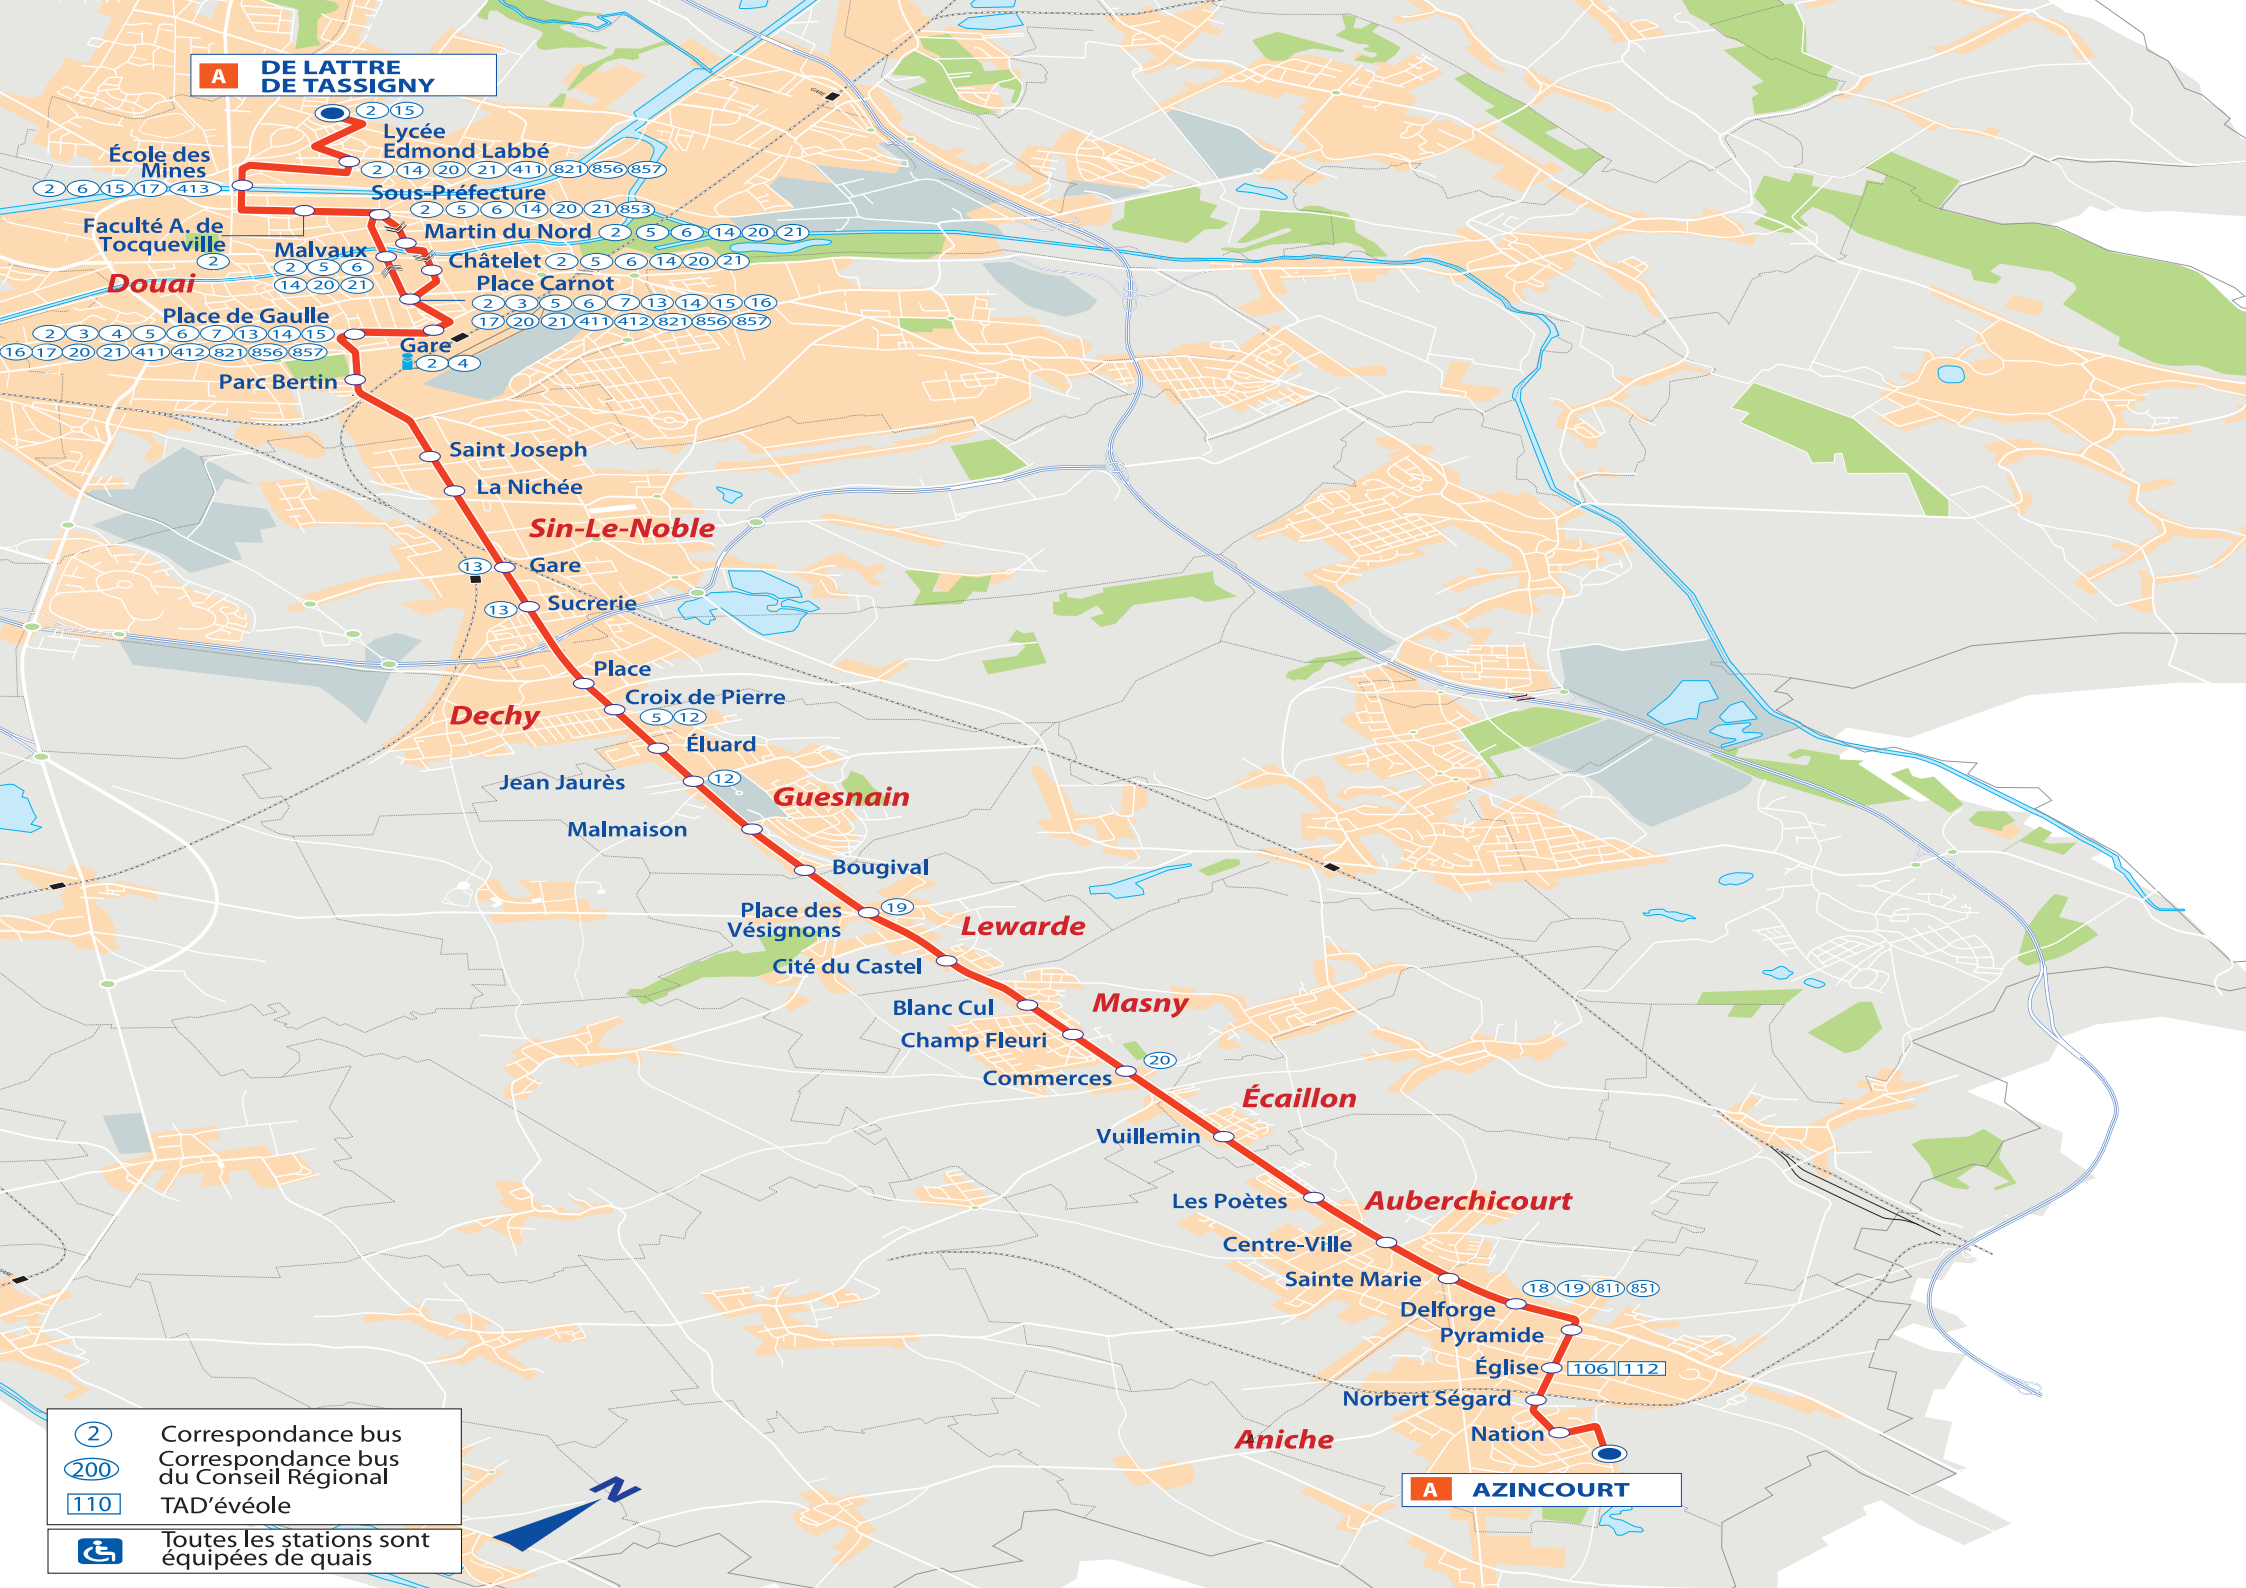 A
DE LATTRE
DE TASSIGNY
2 15
Lycée
Edmond Labbé
2 14 20 21 411 821 856 857
École des
Mines
2 6 15 17 413
Sous-Préfecture
2 5 6 14 20 21 853
Faculté A. de
Tocqueville
2
Martin du Nord 2 5 6 14 20 21
Malvaux
2 5 6
14 20 21
Châtelet 2 5 6 14 20 21
Douai
Place Carnot
2 3 5 6 7 13 14 15 16
17 20 21 411 412 821 856 857
Place de Gaulle
2 3 4 5 6 7 13 14 15
16 17 20 21 411 412 821 856 857
Gare
2 4
Parc Bertin
Saint Joseph
La Nichée
Sin-Le-Noble
13 Gare
13 Sucrerie
Place
Croix de Pierre
5 12
Dechy
Éluard
Jean Jaurès 12
Guesnain
Malmaison
Bougival
Place des
Vésignons
19
Lewarde
Cité du Castel
Blanc Cul
Masny
Champ Fleuri
Commerces 20
Écaillon
Vuillemin
Les Poètes
Auberchicourt
Centre-Ville
Sainte Marie
Delforge
18 19 811 851
Pyramide
Église 106 112
Norbert Ségard
Nation
Aniche
A AZINCOURT
2 Correspondance bus
200 Correspondance bus
du Conseil Régional
110 TAD'évéole
Toutes les stations sont
équipées de quais
N
GARE